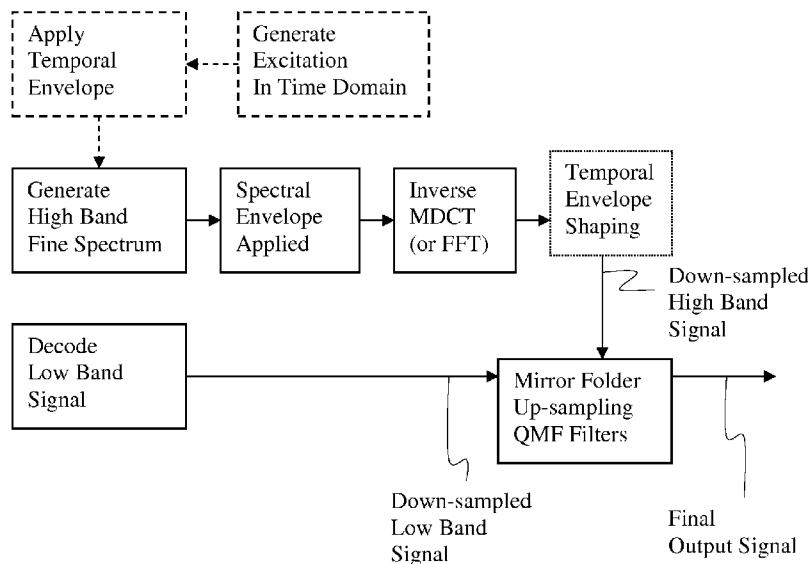 Apply
Temporal
Envelope
Generate
Excitation
In Time Domain
Generate
High Band
Fine Spectrum
Spectral
Envelope
Applied
Inverse
MDCT
(or FFT)
Temporal
Envelope
Shaping
Down-sampled
High Band
Signal
Decode
Low Band
Signal
Mirror Folder
Up-sampling
QMF Filters
Down-sampled
Low Band
Signal
Final
Output Signal